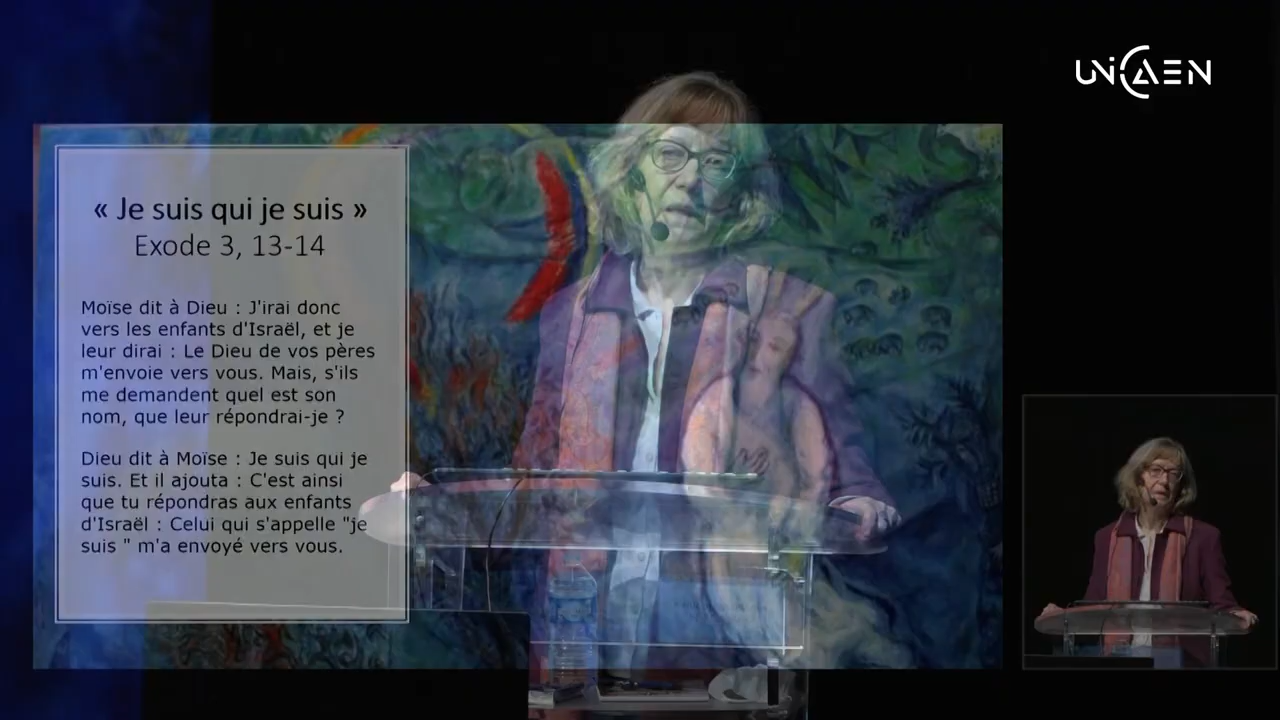 UNICAEN
« Je suis qui je suis »
Exode 3, 13-14
Moïse dit à Dieu : J'irai donc
vers les enfants d'Israël, et je
leur dirai : Le Dieu de vos pères
m'envoie vers vous. Mais, s'ils
me demandent quel est son
nom, que leur répondrai-je ?
Dieu dit à Moïse : Je suis qui je
suis. Et il ajouta : C'est ainsi
que tu répondras aux enfants
d'Israël : Celui qui s'appelle "je
suis " m'a envoyé vers vous.